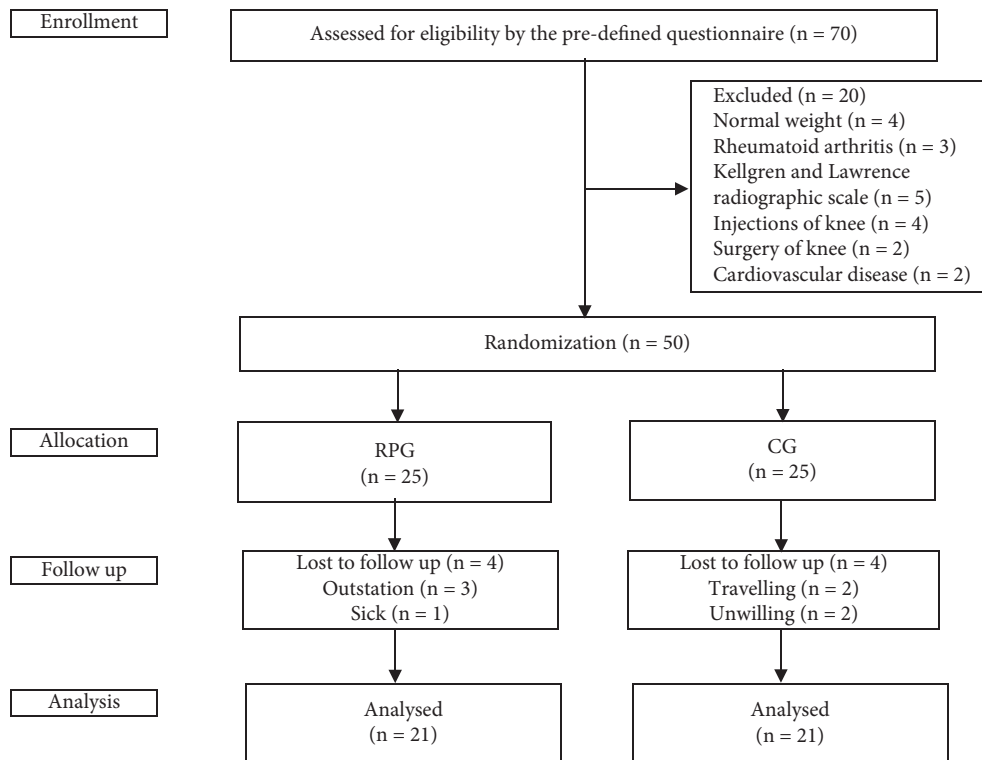 Enrollment
Assessed for eligibility by the pre-defined questionnaire (n = 70)
Excluded (n = 20)
Normal weight (n = 4)
Rheumatoid arthritis (n = 3)
Kellgren and Lawrence
radiographic scale (n = 5)
Injections of knee (n = 4)
Surgery of knee (n = 2)
Cardiovascular disease (n = 2)
Randomization (n = 50)
Allocation
RPG
(n = 25)
CG
(n = 25)
Follow up
Lost to follow up (n = 4)
Outstation (n = 3)
Sick (n = 1)
Lost to follow up (n = 4)
Travelling (n = 2)
Unwilling (n = 2)
Analysis
Analysed
(n = 21)
Analysed
(n = 21)